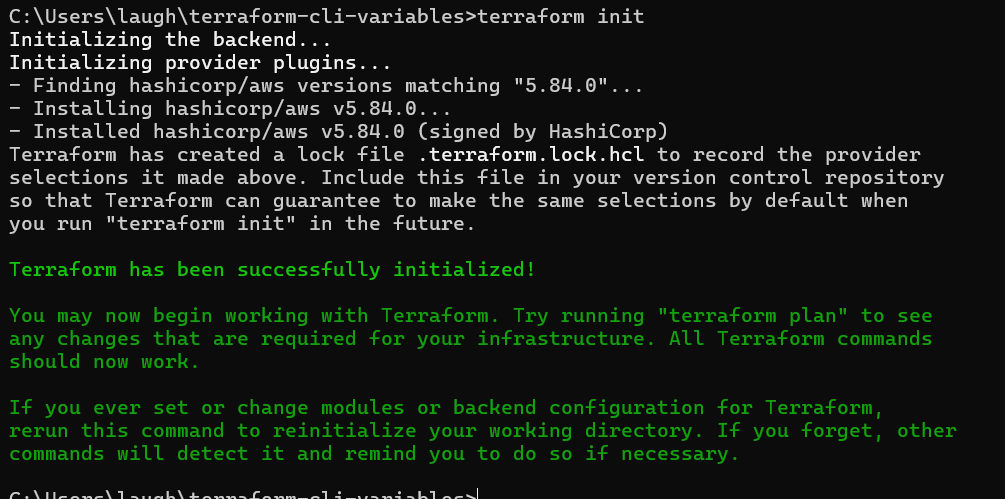 C:\Users\laugh\terraform-cli-variables>terraform init
Initializing the backend...
Initializing provider plugins...
- Finding hashicorp/aws versions matching "5.84.0"...
- Installing hashicorp/aws v5.84.0...
- Installed hashicorp/aws v5.84.0 (signed by HashiCorp)
Terraform has created a lock file .terraform.lock.hcl to record the provider
selections it made above. Include this file in your version control repository
so that Terraform can guarantee to make the same selections by default when
you run "terraform init" in the future.
Terraform has been successfully initialized!
You may now begin working with Terraform. Try running "terraform plan" to see
any changes that are required for your infrastructure. All Terraform commands
should now work.
If you ever set or change modules or backend configuration for Terraform,
rerun this command to reinitialize your working directory. If you forget, other
commands will detect it and remind you to do so if necessary.
C:\Users\laugh\terraform-cli-variables>